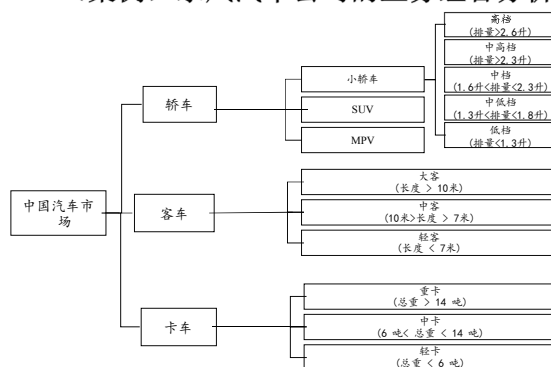 高档
(排量>2.6升)
中高档
(排量>2.3升)
中档
(1.6升<排量<2.3升)
中低档
(1.3升<排量<1.8升)
低档
(排量<1.3升)
小轿车
轿车
SUV
MPV
大客
(长度 > 10米)
中国汽车市
场
客车
中客
(10米>长度 > 7米)
轻客
(长度 < 7米)
重卡
(总重 > 14 吨)
卡车
中卡
(6 吨< 总重 < 14 吨)
轻卡
(总重 < 6 吨)